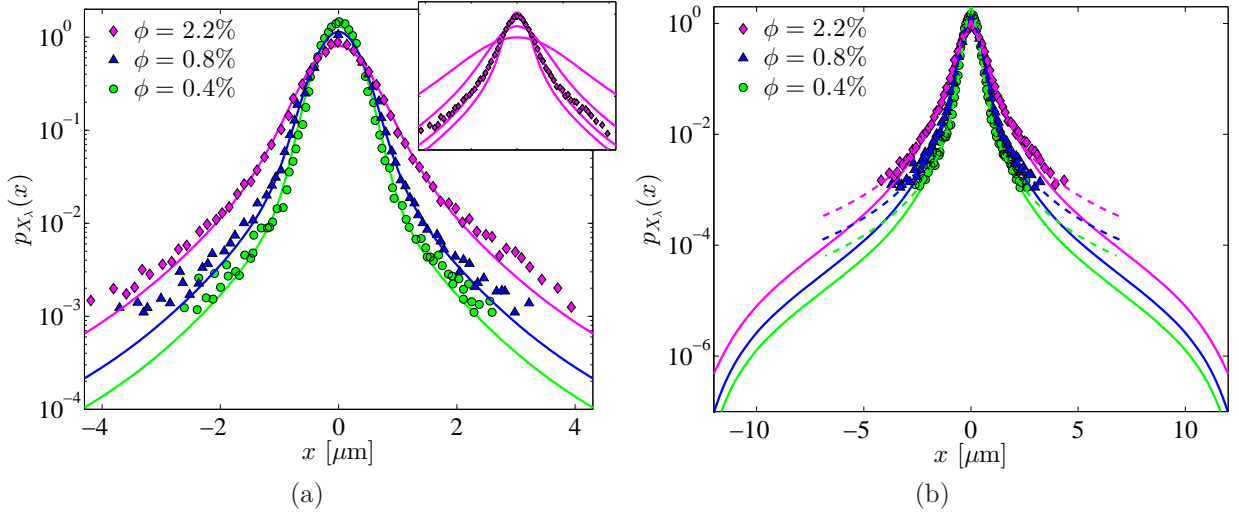 ϕ = 2.2%
ϕ = 0.8%
ϕ = 0.4%
10^0
10^{-1}
10^{-2}
10^{-3}
10^{-4}
p_{X_λ}(x)
−4 −2 0 2 4
x [μm]
(a)
ϕ = 2.2%
ϕ = 0.8%
ϕ = 0.4%
10^0
10^{-2}
10^{-4}
10^{-6}
p_{X_λ}(x)
−10 −5 0 5 10
x [μm]
(b)